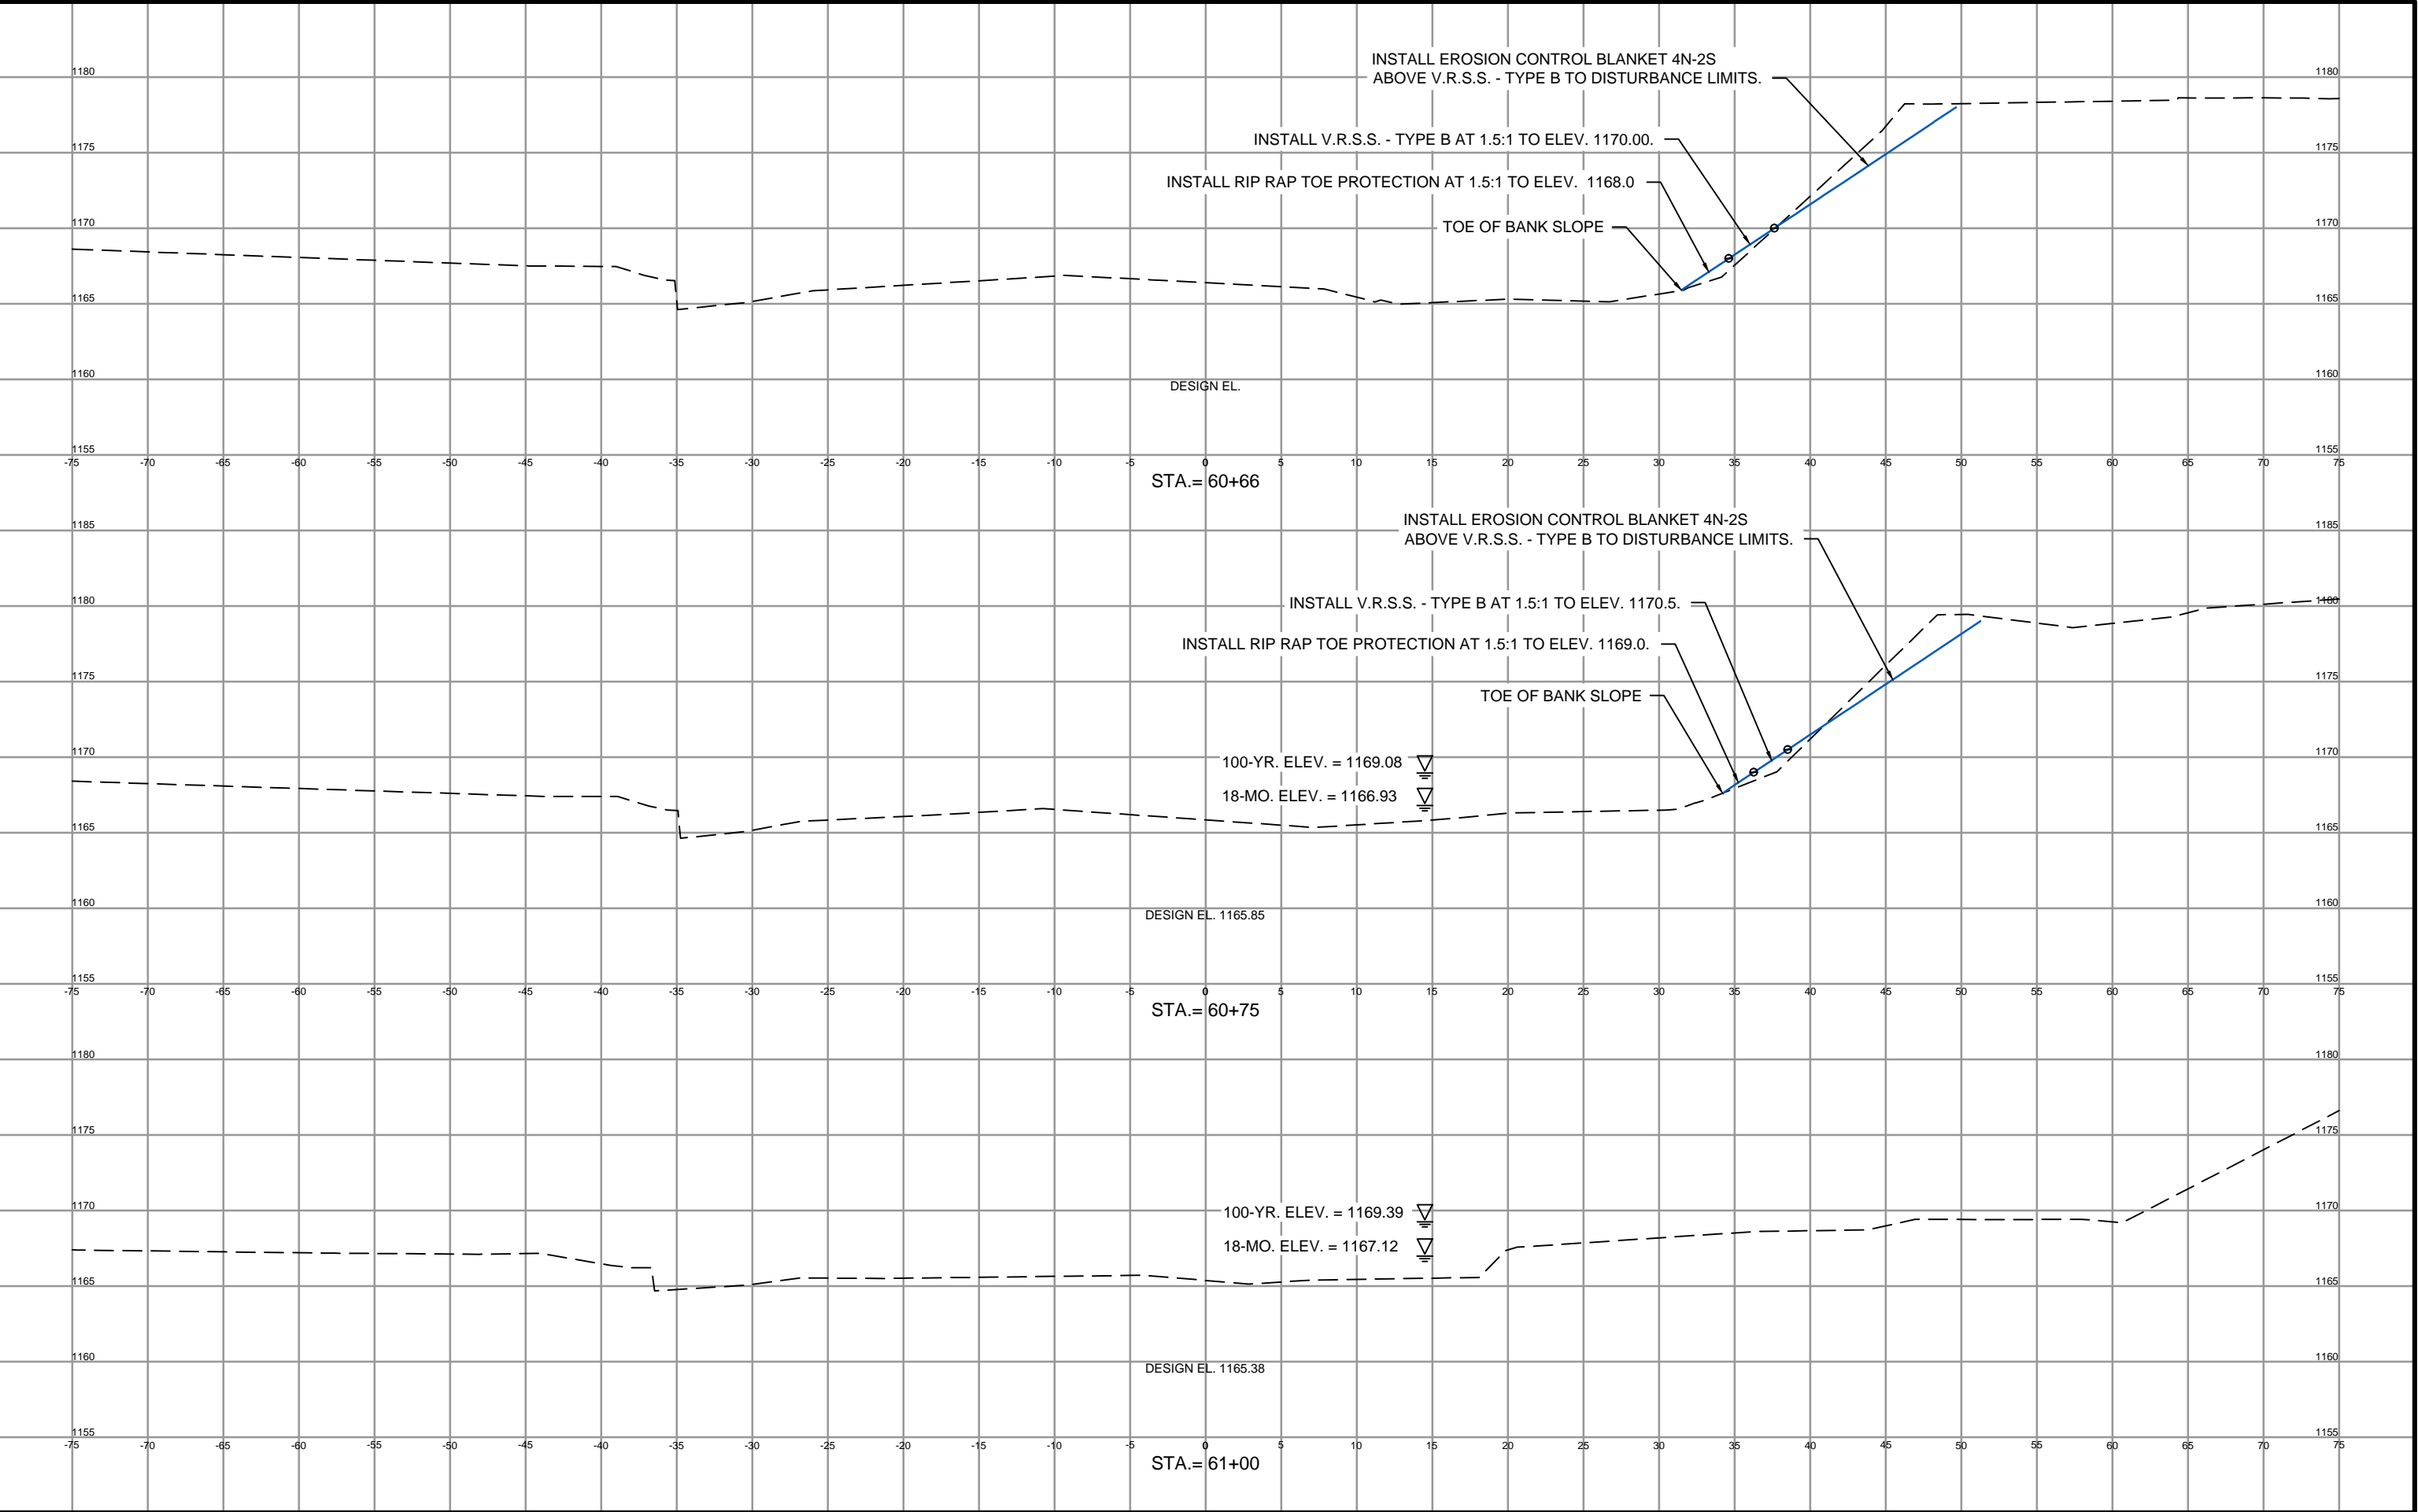 INSTALL EROSION CONTROL BLANKET 4N-2S
1180 ABOVE V.R.S.S. - TYPE B TO DISTURBANCE LIMITS. 1180
INSTALL V.R.S.S. - TYPE B AT 1.5:1 TO ELEV. 1170.00.
1175 1175
INSTALL RIP RAP TOE PROTECTION AT 1.5:1 TO ELEV. 1168.0
1170 TOE OF BANK SLOPE 1170
1165 1165
1160 1160
DESIGN EL.
1155 1155
-75 -70 -65 -60 -55 -50 -45 -40 -35 -30 -25 -20 -15 -10 -5 0 5 10 15 20 25 30 35 40 45 50 55 60 65 70 75
STA.= 60+66
INSTALL EROSION CONTROL BLANKET 4N-2S
1185 1185
ABOVE V.R.S.S. - TYPE B TO DISTURBANCE LIMITS.
1180 INSTALL V.R.S.S. - TYPE B AT 1.5:1 TO ELEV. 1170.5. 1180
INSTALL RIP RAP TOE PROTECTION AT 1.5:1 TO ELEV. 1169.0.
1175 1175
TOE OF BANK SLOPE
1170 1170
100-YR. ELEV. = 1169.08
18-MO. ELEV. = 1166.93
1165 1165
1160 1160
DESIGN EL. 1165.85
1155 1155
-75 -70 -65 -60 -55 -50 -45 -40 -35 -30 -25 -20 -15 -10 -5 0 5 10 15 20 25 30 35 40 45 50 55 60 65 70 75
STA.= 60+75
1180 1180
1175 1175
1170 1170
100-YR. ELEV. = 1169.39
18-MO. ELEV. = 1167.12
1165 1165
1160 1160
DESIGN EL. 1165.38
1155 1155
-75 -70 -65 -60 -55 -50 -45 -40 -35 -30 -25 -20 -15 -10 -5 0 5 10 15 20 25 30 35 40 45 50 55 60 65 70 75
STA.= 61+00